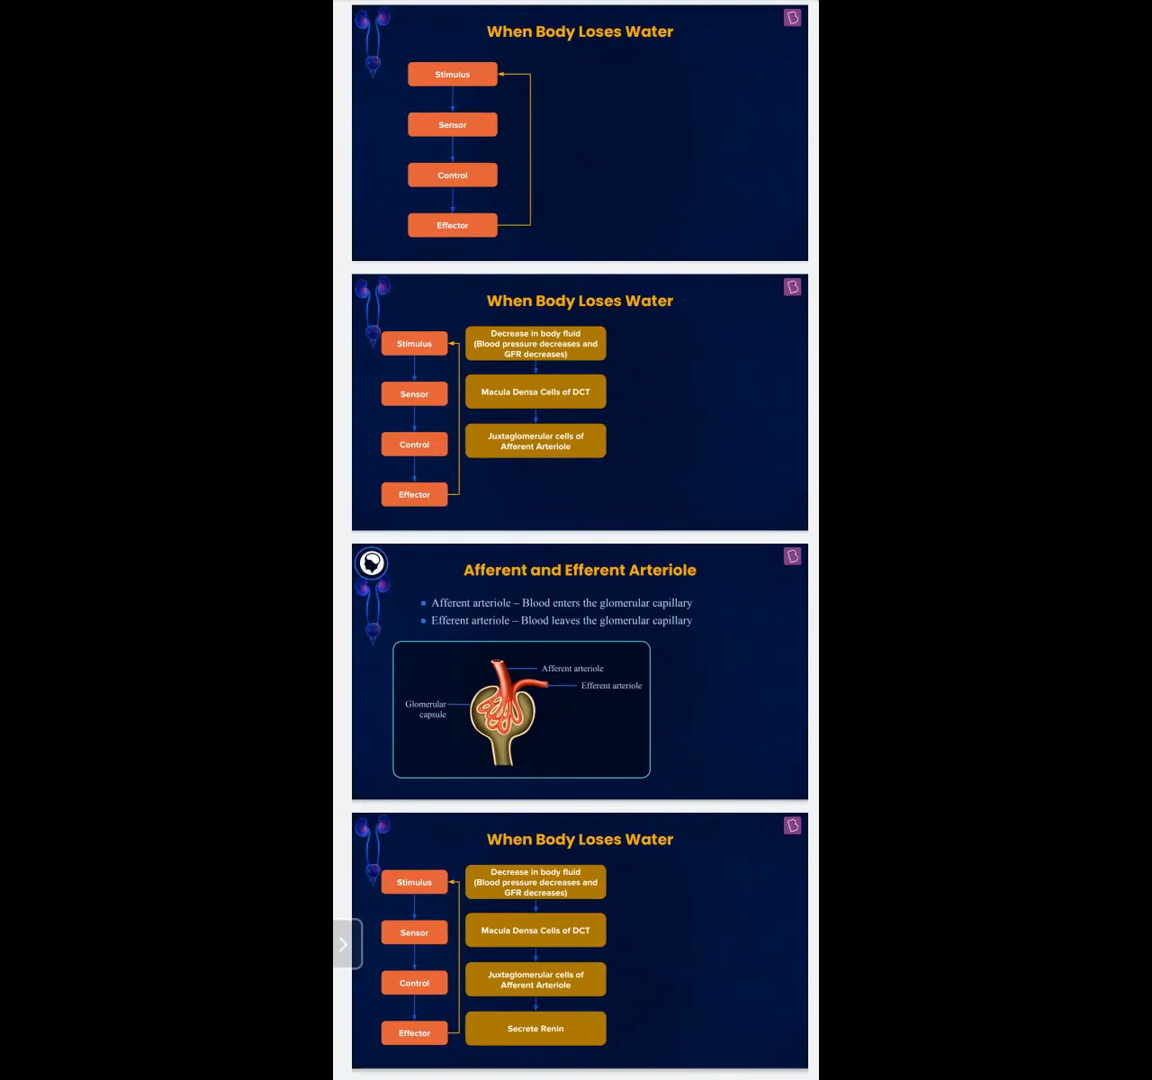 When Body Loses Water
Stimulus
Sensor
Control
Effector
When Body Loses Water
Stimulus
Sensor
Control
Effector
Decrease in body fluid
(Blood pressure decreases and
GFR decreases)
Macula Densa Cells of DCT
Juxtaglomerular cells of
Afferent Arteriole
Afferent and Efferent Arteriole
Afferent arteriole – Blood enters the glomerular capillary
Efferent arteriole – Blood leaves the glomerular capillary
Afferent arteriole
Efferent arteriole
Glomerular
capsule
When Body Loses Water
Stimulus
Sensor
Control
Effector
Decrease in body fluid
(Blood pressure decreases and
GFR decreases)
Macula Densa Cells of DCT
Juxtaglomerular cells of
Afferent Arteriole
Secrete Renin